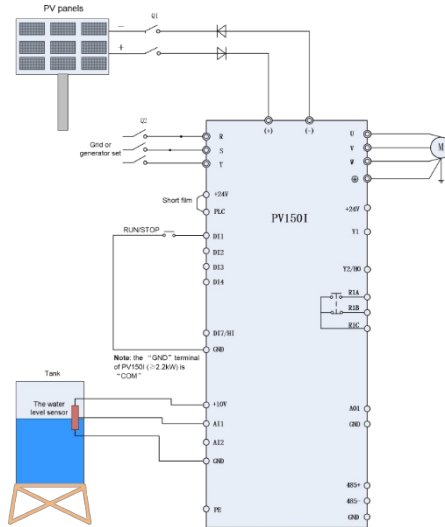 PV panels
Q1
−
+
(+)
(-)
Q2
Grid or
generator set
R
S
T
U
V
W
M
+24V
Short film
PLC
PV150I
+24V
Y1
RUN/STOP
DI1
DI2
DI3
DI4
Y2/HO
R1A
R1B
R1C
DI7/HI
GND
Note: the "GND" terminal
of PV150I (≥2.2kW) is
"COM"
Tank
The water
level sensor
+10V
AI1
AI2
GND
AO1
GND
PE
485+
485-
GND